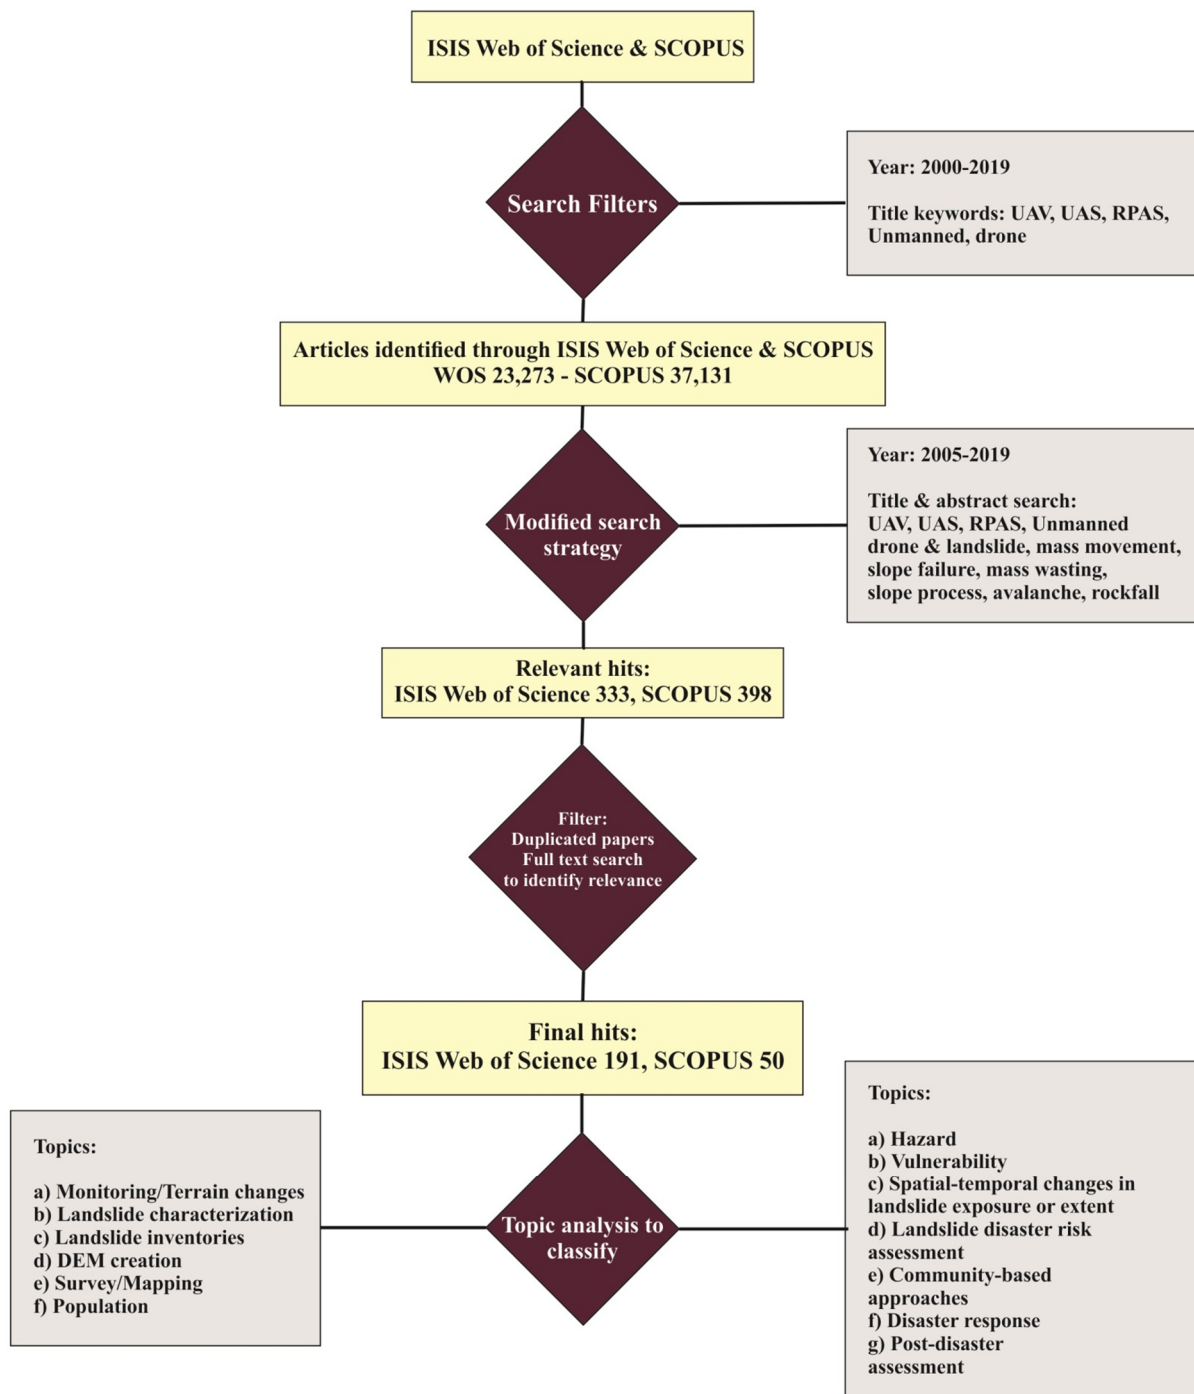 ISIS Web of Science & SCOPUS
Search Filters
Year: 2000-2019
Title keywords: UAV, UAS, RPAS,
Unmanned, drone
Articles identified through ISIS Web of Science & SCOPUS
WOS 23,273 - SCOPUS 37,131
Modified search
strategy
Year: 2005-2019
Title & abstract search:
UAV, UAS, RPAS, Unmanned
drone & landslide, mass movement,
slope failure, mass wasting,
slope process, avalanche, rockfall
Relevant hits:
ISIS Web of Science 333, SCOPUS 398
Filter:
Duplicated papers
Full text search
to identify relevance
Final hits:
ISIS Web of Science 191, SCOPUS 50
Topics:
a) Monitoring/Terrain changes
b) Landslide characterization
c) Landslide inventories
d) DEM creation
e) Survey/Mapping
f) Population
Topic analysis to
classify
Topics:
a) Hazard
b) Vulnerability
c) Spatial-temporal changes in
landslide exposure or extent
d) Landslide disaster risk
assessment
e) Community-based
approaches
f) Disaster response
g) Post-disaster
assessment